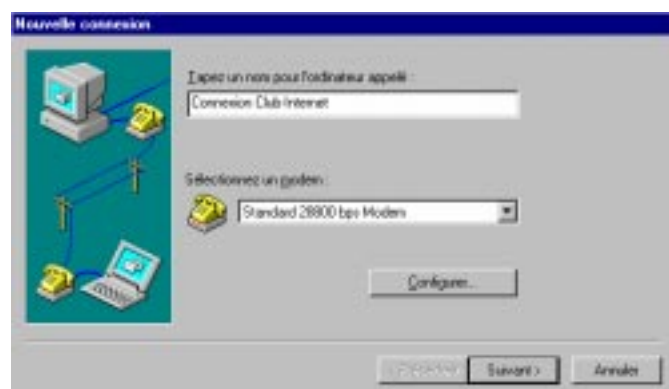 Nouvelle connexion
Tapez un nom pour l'ordinateur appelé :
Connexion Club-Internet
Sélectionnez un modem :
Standard 28800 bps Modem
Configurer...
< Précédent
Suivant >
Annuler